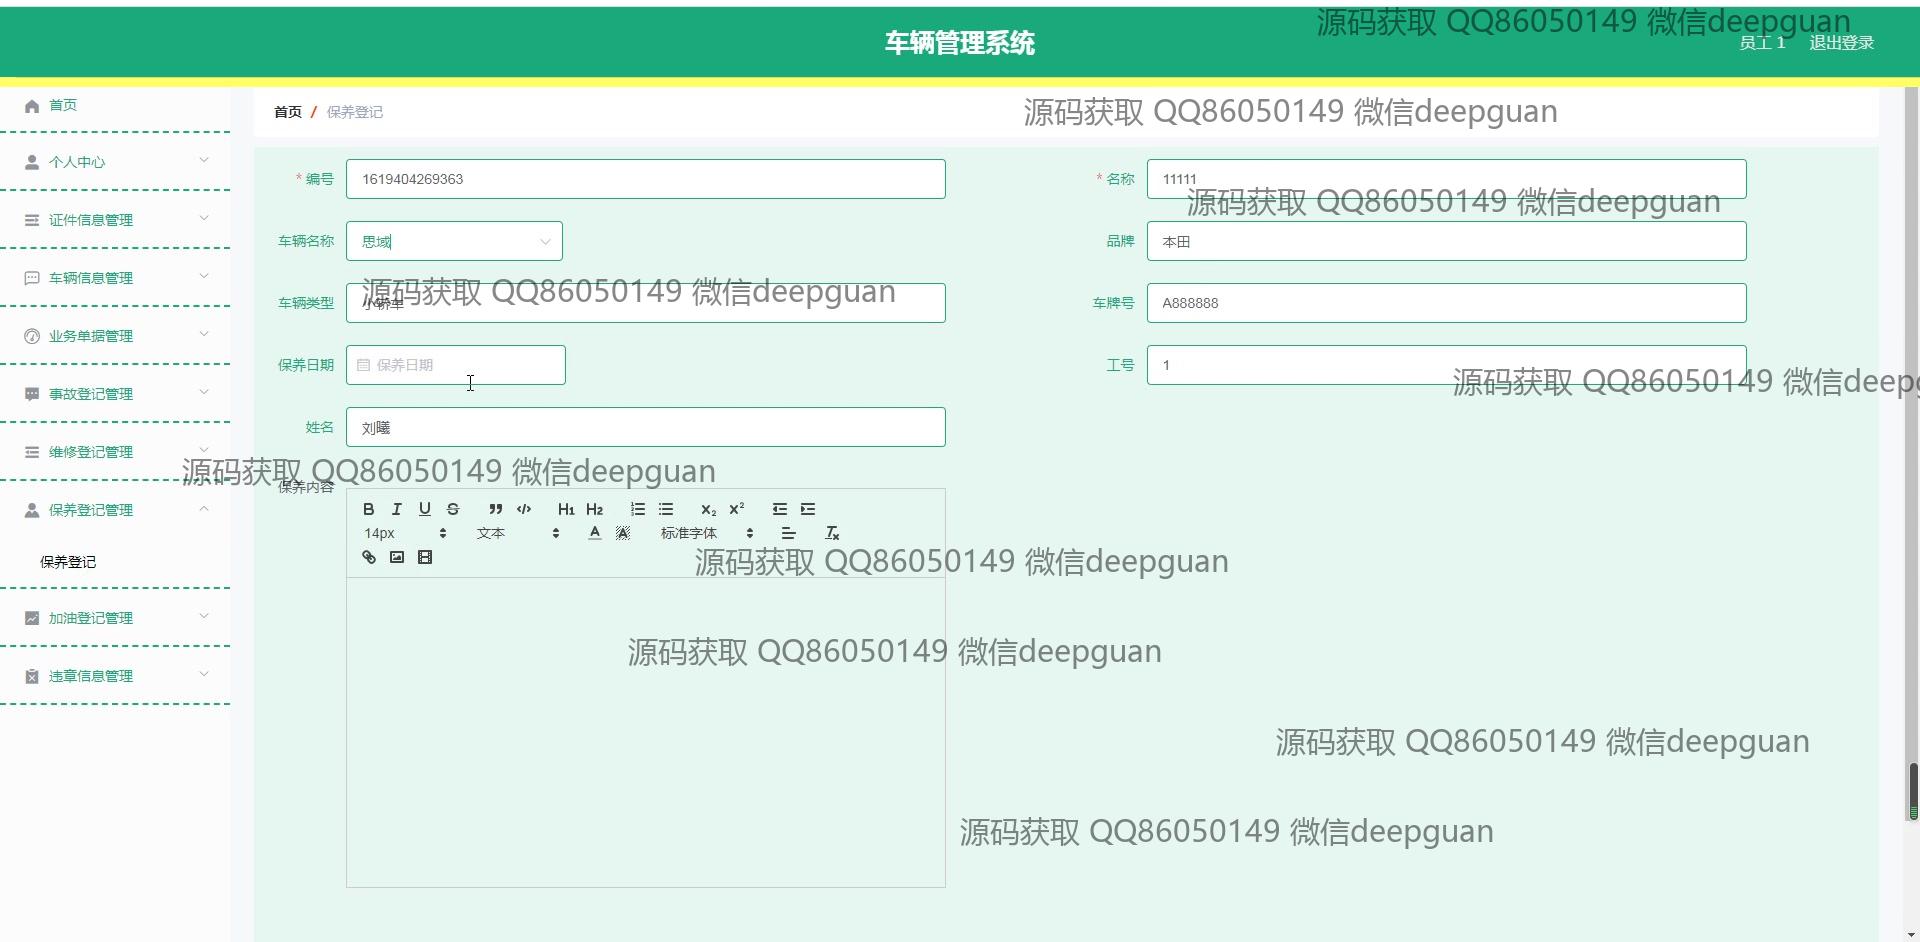 源码获取 QQ86050149 微信deepguan
车辆管理系统
员工 1 退出登录
首页
首页 / 保养登记
源码获取 QQ86050149 微信deepguan
个人中心
* 编号 1619404269363
* 名称 11111
源码获取 QQ86050149 微信deepguan
证件信息管理
车辆名称 思域
品牌 本田
车辆信息管理
源码获取 QQ86050149 微信deepguan
车辆类型 小轿车
车牌号 A888888
业务单据管理
保养日期 保养日期
工号 1
源码获取 QQ86050149 微信deepg
事故登记管理
姓名 刘曦
维修登记管理
源码获取 QQ86050149 微信deepguan
保养内容
保养登记管理
B I U S " </> H1 H2 X2 X2
14px 文本 A A 标准字体 Tx
保养登记
源码获取 QQ86050149 微信deepguan
加油登记管理
源码获取 QQ86050149 微信deepguan
违章信息管理
源码获取 QQ86050149 微信deepguan
源码获取 QQ86050149 微信deepguan